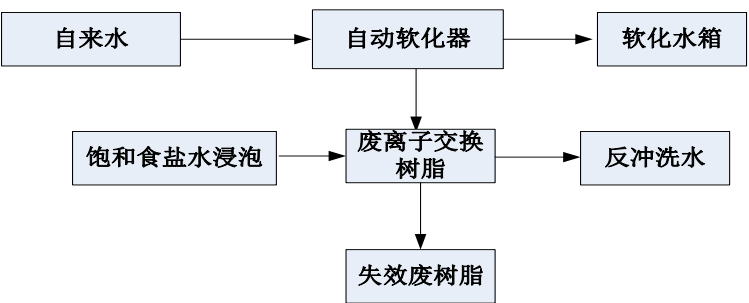 自来水
自动软化器
软化水箱
饱和食盐水浸泡
废离子交换
树脂
反冲洗水
失效废树脂